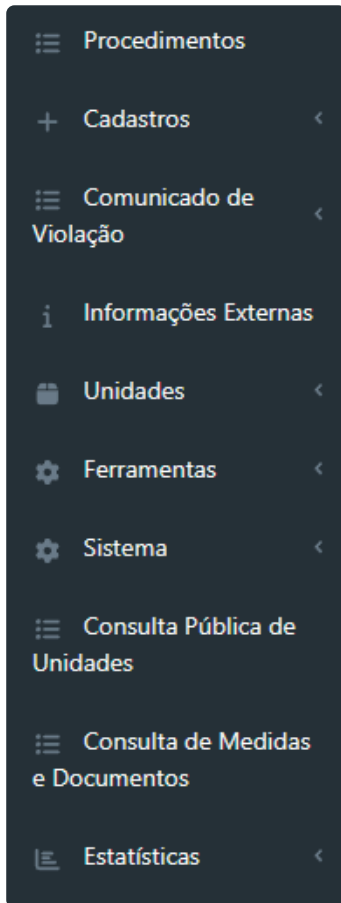 Procedimentos
Cadastros
Comunicado de
Violação
Informações Externas
Unidades
Ferramentas
Sistema
Consulta Pública de
Unidades
Consulta de Medidas
e Documentos
Estatísticas